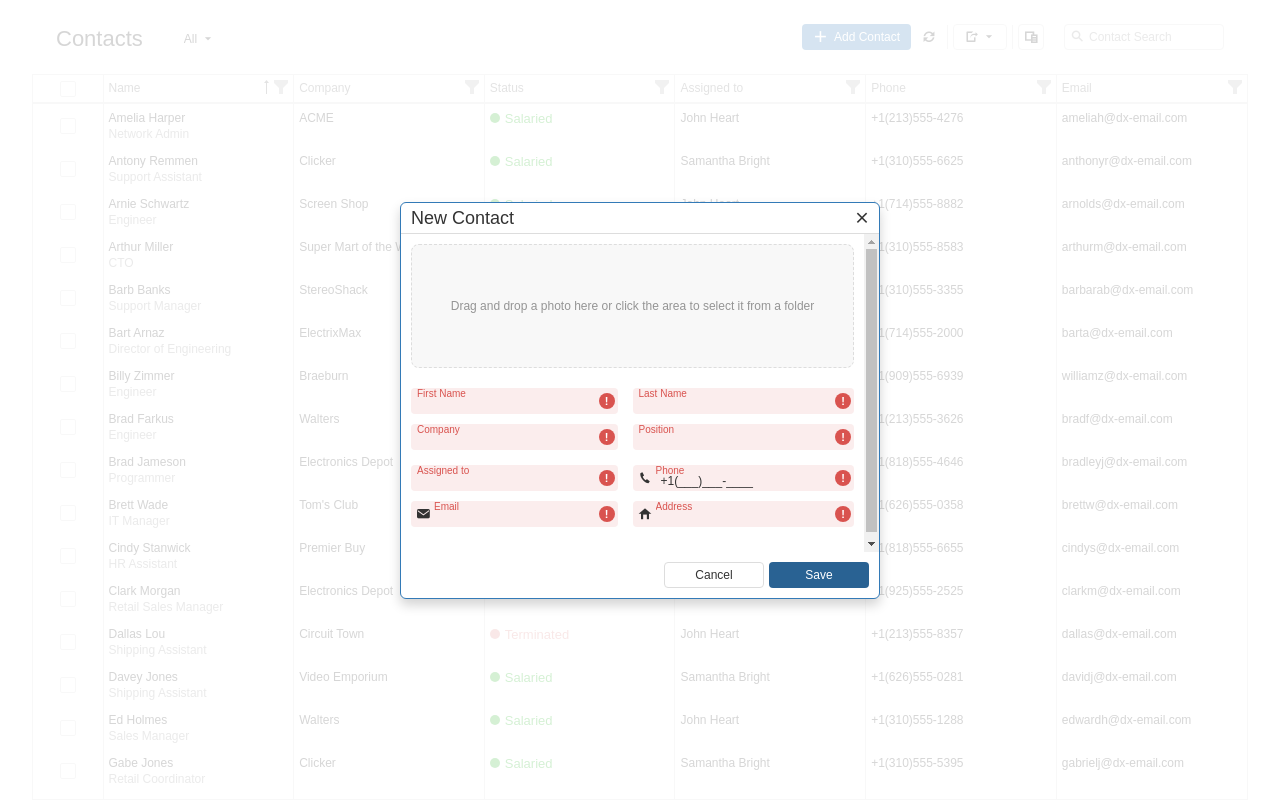 Contacts All Add Contact Contact Search
Name Company Status Assigned to Phone Email
Amelia Harper ACME Salaried John Heart +1(213)555-4276 ameliah@dx-email.com
Network Admin
Antony Remmen Clicker Salaried Samantha Bright +1(310)555-6625 anthonyr@dx-email.com
Support Assistant
Arnie Schwartz Screen Shop +1(714)555-8882 arnolds@dx-email.com
Engineer
Arthur Miller Super Mart of the W 1(310)555-8583 arthurm@dx-email.com
CTO
Barb Banks StereoShack 1(310)555-3355 barbarab@dx-email.com
Support Manager
Bart Arnaz ElectrixMax 1(714)555-2000 barta@dx-email.com
Director of Engineering
Billy Zimmer Braeburn 1(909)555-6939 williamz@dx-email.com
Engineer
Brad Farkus Walters 1(213)555-3626 bradf@dx-email.com
Engineer
Brad Jameson Electronics Depot 1(818)555-4646 bradleyj@dx-email.com
Programmer
Brett Wade Tom's Club 1(626)555-0358 brettw@dx-email.com
IT Manager
Cindy Stanwick Premier Buy 1(818)555-6655 cindys@dx-email.com
HR Assistant
Clark Morgan Electronics Depot 1(925)555-2525 clarkm@dx-email.com
Retail Sales Manager
Dallas Lou Circuit Town Terminated John Heart +1(213)555-8357 dallas@dx-email.com
Shipping Assistant
Davey Jones Video Emporium Salaried Samantha Bright +1(626)555-0281 davidj@dx-email.com
Shipping Assistant
Ed Holmes Walters Salaried John Heart +1(310)555-1288 edwardh@dx-email.com
Sales Manager
Gabe Jones Clicker Salaried Samantha Bright +1(310)555-5395 gabrielj@dx-email.com
Retail Coordinator
New Contact
Drag and drop a photo here or click the area to select it from a folder
First Name Last Name
Company Position
Assigned to Phone
+1(___)___-____
Email Address
Cancel Save